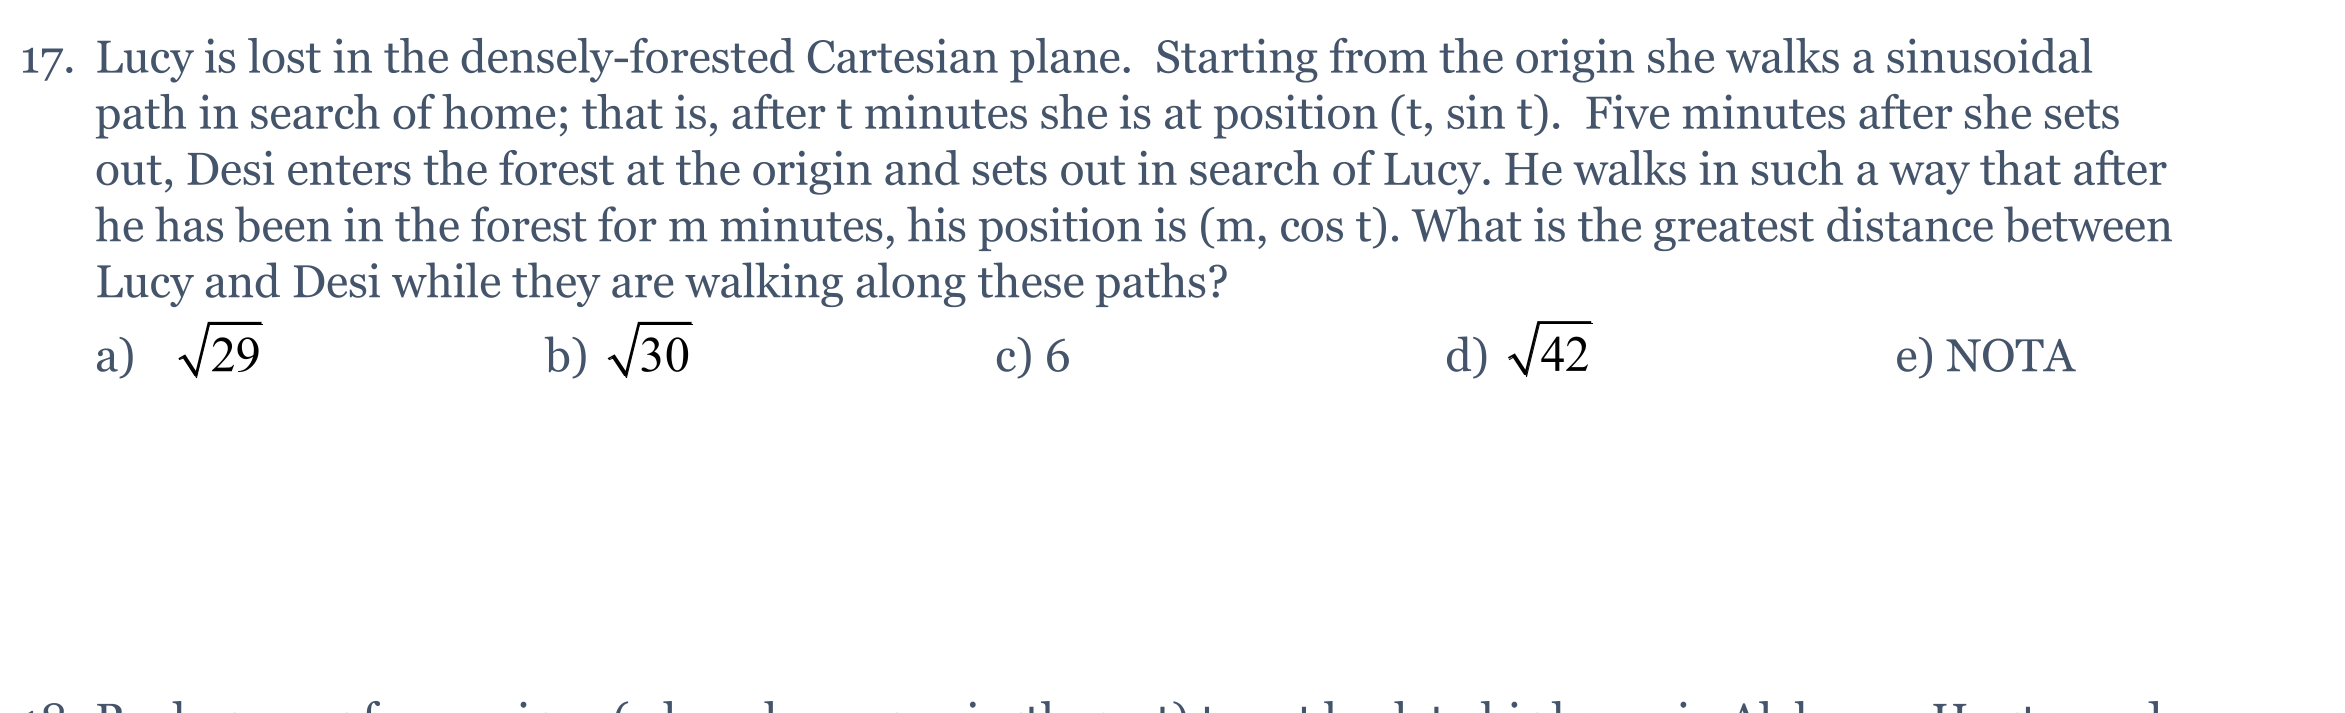 17. Lucy is lost in the densely-forested Cartesian plane. Starting from the origin she walks a sinusoidal
path in search of home; that is, after t minutes she is at position (t, sin t). Five minutes after she sets
out, Desi enters the forest at the origin and sets out in search of Lucy. He walks in such a way that after
he has been in the forest for m minutes, his position is (m, cos t). What is the greatest distance between
Lucy and Desi while they are walking along these paths?
a) √29 b) √30 c) 6 d) √42 e) NOTA